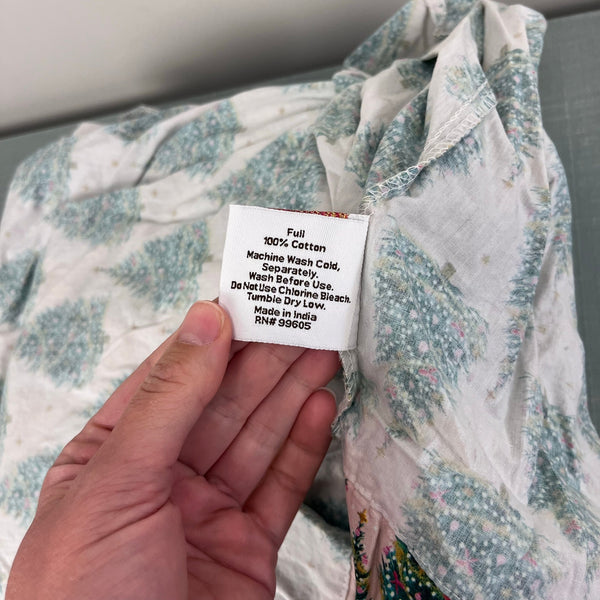 Full
100% Cotton
Machine Wash Cold,
Separately.
Wash Before Use.
Do Not Use Chlorine Bleach.
Tumble Dry Low.
Made in India
RN# 99605